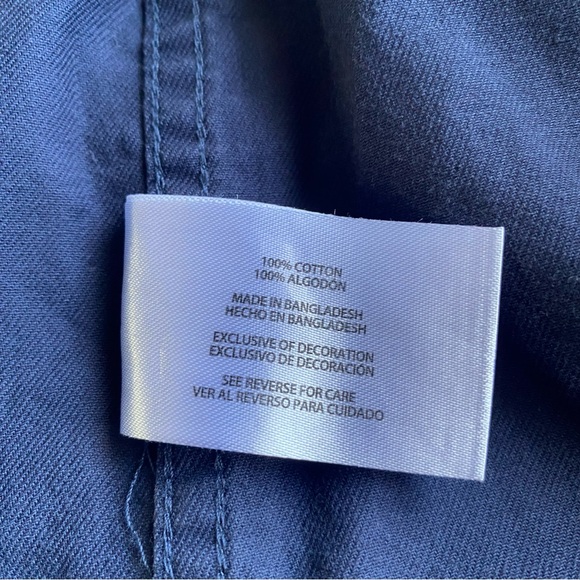 100% COTTON
100% ALGODÓN
MADE IN BANGLADESH
HECHO EN BANGLADESH
EXCLUSIVE OF DECORATION
EXCLUSIVO DE DECORACIÓN
SEE REVERSE FOR CARE
VER AL REVERSO PARA CUIDADO